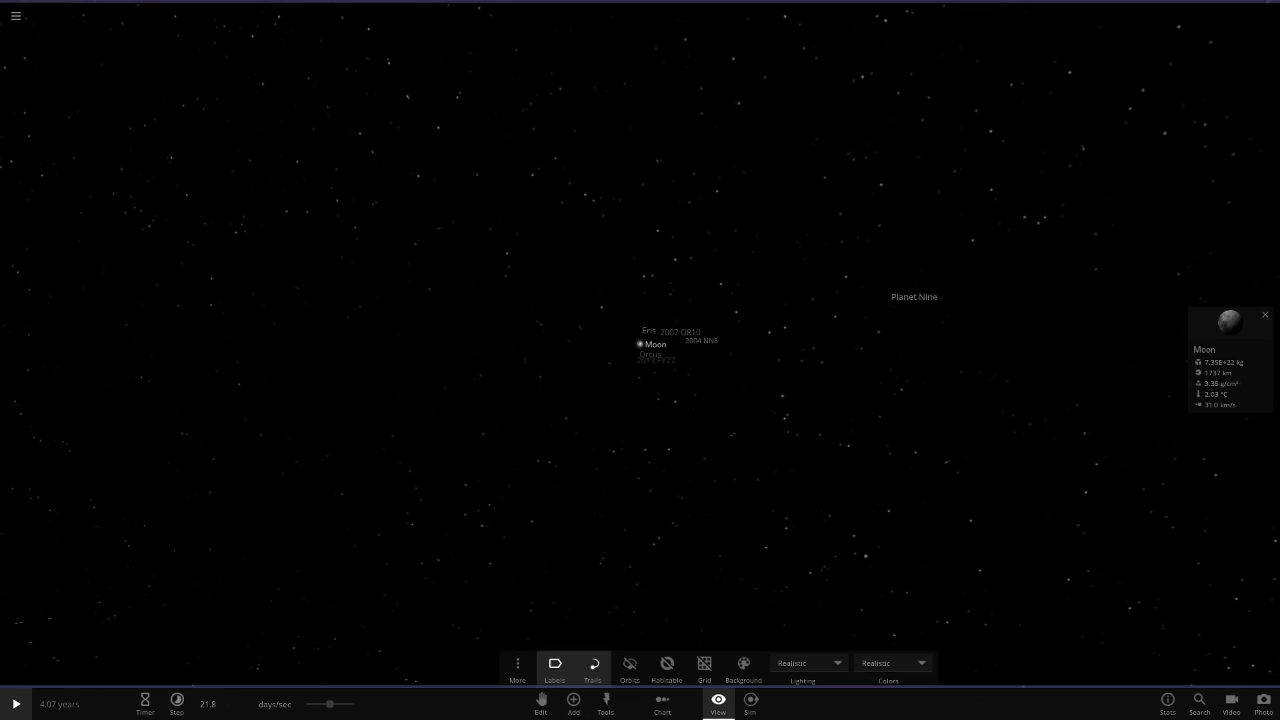 Planet Nine
Eris 2007 OR10
2004 NN8
Moon
Orcus
Moon
7.35E+22 kg
1737 km
3.35 g/cm³
2.03 °C
31.0 km/s
Realistic Realistic
More Labels Trails Orbits Habitable Grid Background Lighting Colors
4.07 years Timer Step 21.8 days/sec Edit Add Tools Chart View Sim Stats Search Video Photo